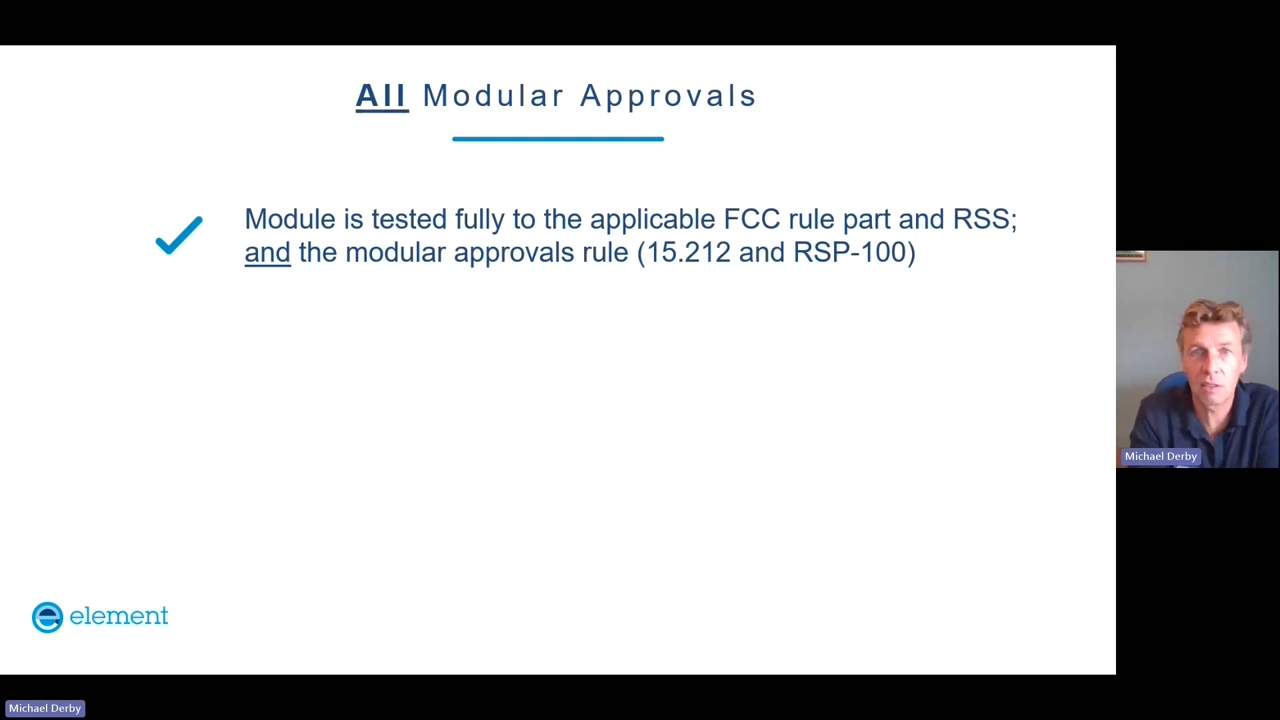 All Modular Approvals
Module is tested fully to the applicable FCC rule part and RSS;
and the modular approvals rule (15.212 and RSP-100)
element
Michael Derby
Michael Derby